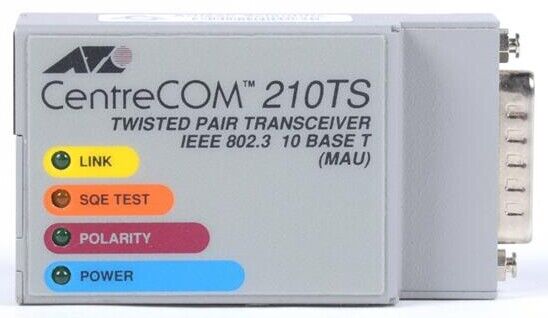 CentreCOM™ 210TS
TWISTED PAIR TRANSCEIVER
IEEE 802.3 10 BASE T
(MAU)
LINK
SQE TEST
POLARITY
POWER